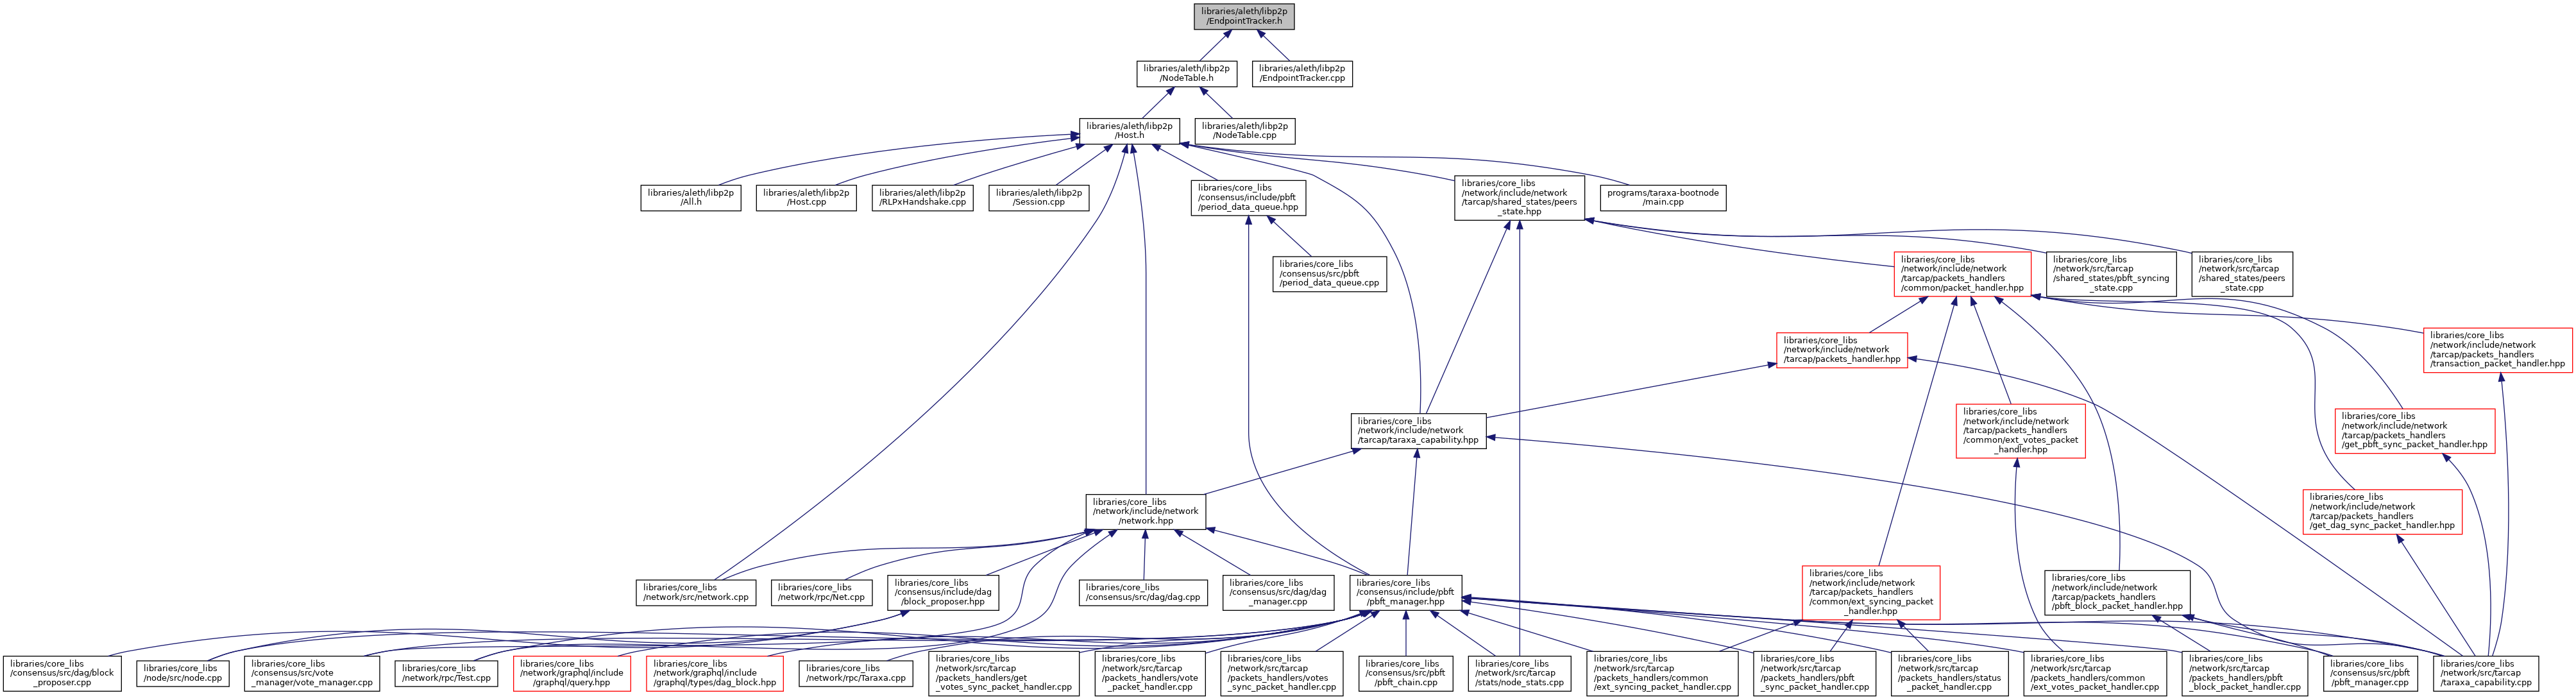 libraries/aleth/libp2p
/EndpointTracker.h
libraries/aleth/libp2p
/NodeTable.h
libraries/aleth/libp2p
/EndpointTracker.cpp
libraries/aleth/libp2p
/Host.h
libraries/aleth/libp2p
/NodeTable.cpp
libraries/aleth/libp2p
/All.h
libraries/aleth/libp2p
/Host.cpp
libraries/aleth/libp2p
/RLPxHandshake.cpp
libraries/aleth/libp2p
/Session.cpp
libraries/core_libs
/consensus/include/pbft
/period_data_queue.hpp
libraries/core_libs
/network/include/network
/tarcap/shared_states/peers
_state.hpp
programs/taraxa-bootnode
/main.cpp
libraries/core_libs
/consensus/src/pbft
/period_data_queue.cpp
libraries/core_libs
/network/include/network
/tarcap/packets_handlers
/common/packet_handler.hpp
libraries/core_libs
/network/src/tarcap
/shared_states/pbft_syncing
_state.cpp
libraries/core_libs
/network/src/tarcap
/shared_states/peers
_state.cpp
libraries/core_libs
/network/include/network
/tarcap/packets_handler.hpp
libraries/core_libs
/network/include/network
/tarcap/packets_handlers
/transaction_packet_handler.hpp
libraries/core_libs
/network/include/network
/tarcap/taraxa_capability.hpp
libraries/core_libs
/network/include/network
/tarcap/packets_handlers
/common/ext_votes_packet
_handler.hpp
libraries/core_libs
/network/include/network
/tarcap/packets_handlers
/get_pbft_sync_packet_handler.hpp
libraries/core_libs
/network/include/network
/network.hpp
libraries/core_libs
/network/include/network
/tarcap/packets_handlers
/get_dag_sync_packet_handler.hpp
libraries/core_libs
/network/src/network.cpp
libraries/core_libs
/network/rpc/Net.cpp
libraries/core_libs
/consensus/include/dag
/block_proposer.hpp
libraries/core_libs
/consensus/src/dag/dag.cpp
libraries/core_libs
/consensus/src/dag/dag
_manager.cpp
libraries/core_libs
/consensus/include/pbft
/pbft_manager.hpp
libraries/core_libs
/network/include/network
/tarcap/packets_handlers
/common/ext_syncing_packet
_handler.hpp
libraries/core_libs
/network/include/network
/tarcap/packets_handlers
/pbft_block_packet_handler.hpp
libraries/core_libs
/consensus/src/dag/block
_proposer.cpp
libraries/core_libs
/node/src/node.cpp
libraries/core_libs
/consensus/src/vote
_manager/vote_manager.cpp
libraries/core_libs
/network/rpc/Test.cpp
libraries/core_libs
/network/graphql/include
/graphql/query.hpp
libraries/core_libs
/network/graphql/include
/graphql/types/dag_block.hpp
libraries/core_libs
/network/rpc/Taraxa.cpp
libraries/core_libs
/network/src/tarcap
/packets_handlers/get
_votes_sync_packet_handler.cpp
libraries/core_libs
/network/src/tarcap
/packets_handlers/vote
_packet_handler.cpp
libraries/core_libs
/network/src/tarcap
/packets_handlers/votes
_sync_packet_handler.cpp
libraries/core_libs
/consensus/src/pbft
/pbft_chain.cpp
libraries/core_libs
/network/src/tarcap
/stats/node_stats.cpp
libraries/core_libs
/network/src/tarcap
/packets_handlers/common
/ext_syncing_packet_handler.cpp
libraries/core_libs
/network/src/tarcap
/packets_handlers/pbft
_sync_packet_handler.cpp
libraries/core_libs
/network/src/tarcap
/packets_handlers/status
_packet_handler.cpp
libraries/core_libs
/network/src/tarcap
/packets_handlers/common
/ext_votes_packet_handler.cpp
libraries/core_libs
/network/src/tarcap
/packets_handlers/pbft
_block_packet_handler.cpp
libraries/core_libs
/consensus/src/pbft
/pbft_manager.cpp
libraries/core_libs
/network/src/tarcap
/taraxa_capability.cpp